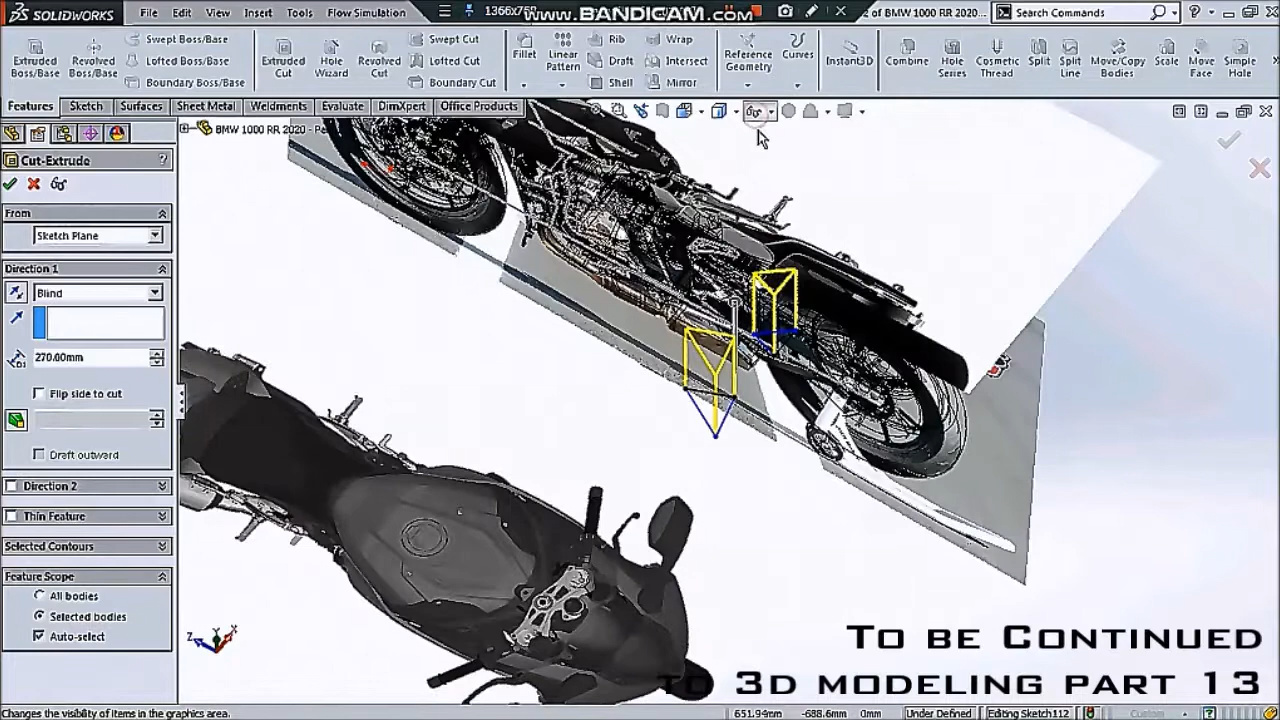 SOLIDWORKS File Edit View Insert Tools Flow Simulation 1366x768 www.BANDICAM.com 2 of BMW 1000 RR 2020... Search Commands
Extruded Boss/Base
Boss/Base
Swept Boss/Base
Lofted Boss/Base
Boundary Boss/Base
Extruded Cut
Hole Wizard
Revolved Cut
Swept Cut
Lofted Cut
Boundary Cut
Fillet
Linear Pattern
Rib
Draft
Shell
Wrap
Intersect
Mirror
Reference Geometry
Curves
Instant3D
Combine
Hole Series
Cosmetic Thread
Split
Split Line
Move/Copy Bodies
Scale
Move Face
Simple Hole
Features Sketch Surfaces Sheet Metal Weldments Evaluate DimXpert Office Products
BMW 1000 RR 2020 -
Cut-Extrude ?
From
Sketch Plane
Direction 1
Blind
270.00mm
Flip side to cut
Draft outward
Direction 2
Thin Feature
Selected Contours
Feature Scope
All bodies
Selected bodies
Auto-select
Z Y X
To be Continued
to 3D modeling part 13
Changes the visibility of items in the graphics area. 651.94mm -688.6mm 0mm Under Defined Editing Sketch112 Custom